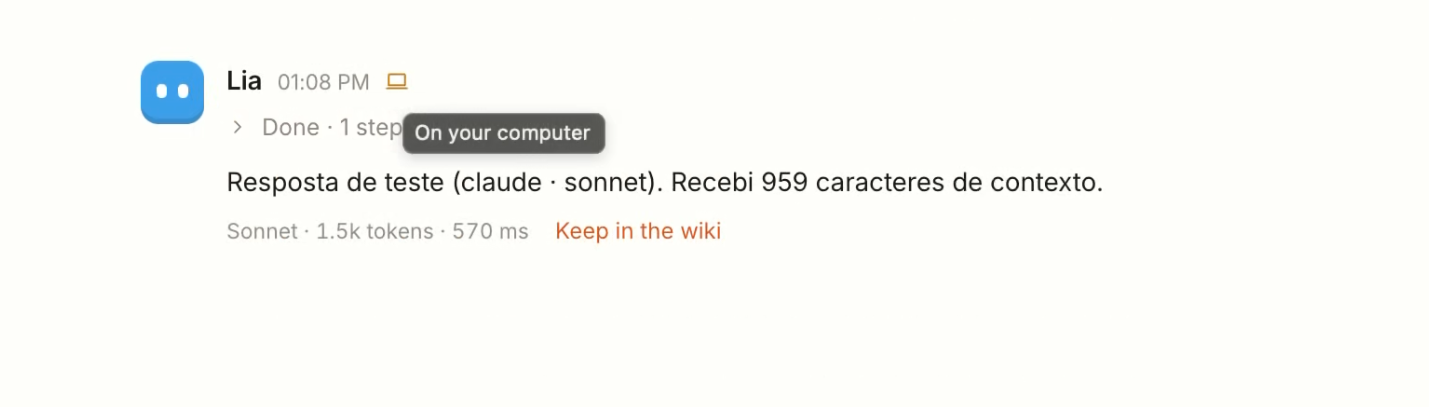 Lia 01:08 PM
Done · 1 step
On your computer
Resposta de teste (claude · sonnet). Recebi 959 caracteres de contexto.
Sonnet · 1.5k tokens · 570 ms Keep in the wiki